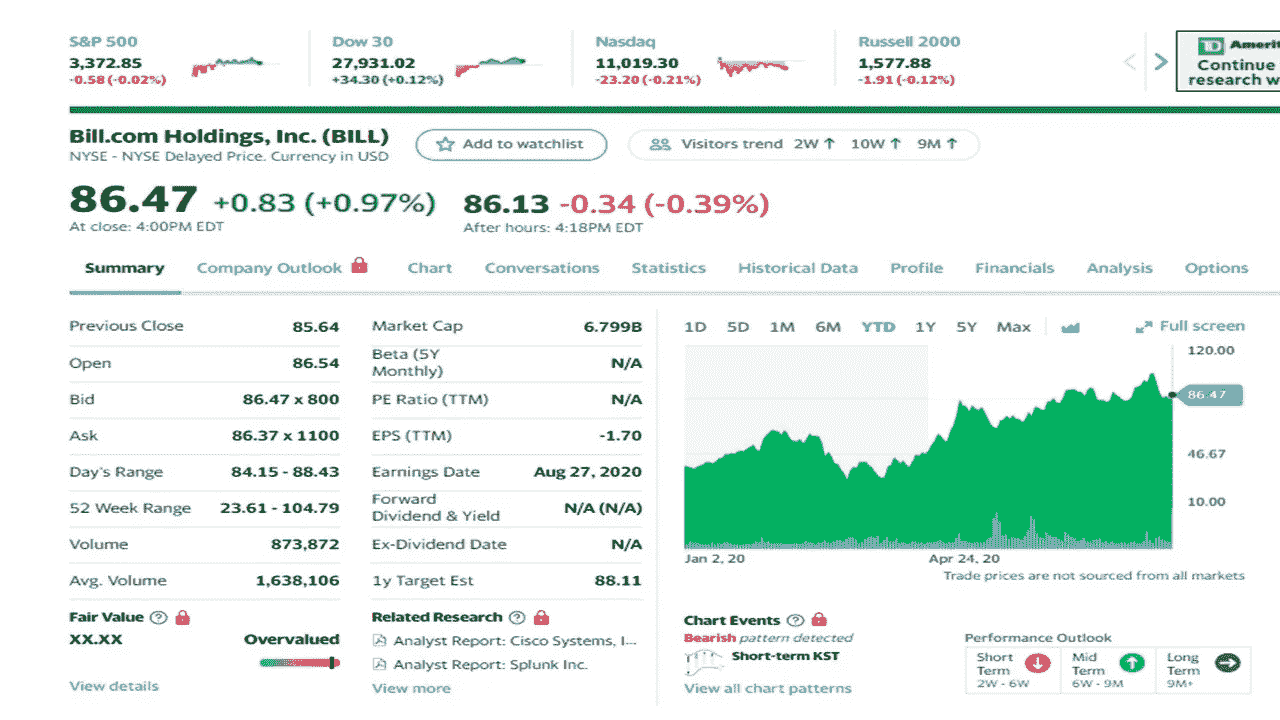 S&P 500
3,372.85
-0.58 (-0.02%)
Dow 30
27,931.02
+34.30 (+0.12%)
Nasdaq
11,019.30
-23.20 (-0.21%)
Russell 2000
1,577.88
-1.91 (-0.12%)
TD
Continue
research
Bill.com Holdings, Inc. (BILL)
NYSE - NYSE Delayed Price. Currency in USD
Add to watchlist
Visitors trend 2W ↑ 10W ↑ 9M ↑
86.47 +0.83 (+0.97%)
At close: 4:00PM EDT
86.13 -0.34 (-0.39%)
After hours: 4:18PM EDT
Summary Company Outlook Chart Conversations Statistics Historical Data Profile Financials Analysis Options
Previous Close 85.64
Open 86.54
Bid 86.47 x 800
Ask 86.37 x 1100
Day's Range 84.15 - 88.43
52 Week Range 23.61 - 104.79
Volume 873,872
Avg. Volume 1,638,106
Market Cap 6.799B
Beta (5Y
Monthly) N/A
PE Ratio (TTM) N/A
EPS (TTM) -1.70
Earnings Date Aug 27, 2020
Forward
Dividend & Yield N/A (N/A)
Ex-Dividend Date N/A
1y Target Est 88.11
1D 5D 1M 6M YTD 1Y 5Y Max Full screen
120.00
86.47
46.67
10.00
Jan 2, 20 Apr 24, 20
Trade prices are not sourced from all markets
Fair Value
XX.XX Overvalued
View details
Related Research
Analyst Report: Cisco Systems, I...
Analyst Report: Splunk Inc.
View more
Chart Events
Bearish pattern detected
Short-term KST
View all chart patterns
Performance Outlook
Short
Term
2W - 6W
Mid
Term
6W - 9M
Long
Term
9M+